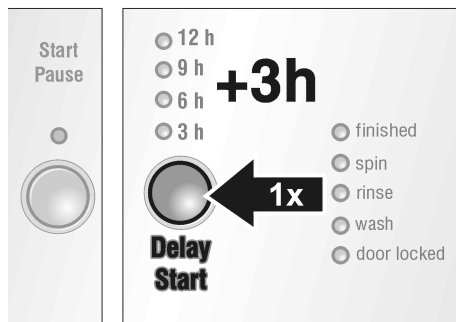 Start
Pause
12 h
9 h
6 h
3 h
+3h
1x
Delay
Start
finished
spin
rinse
wash
door locked